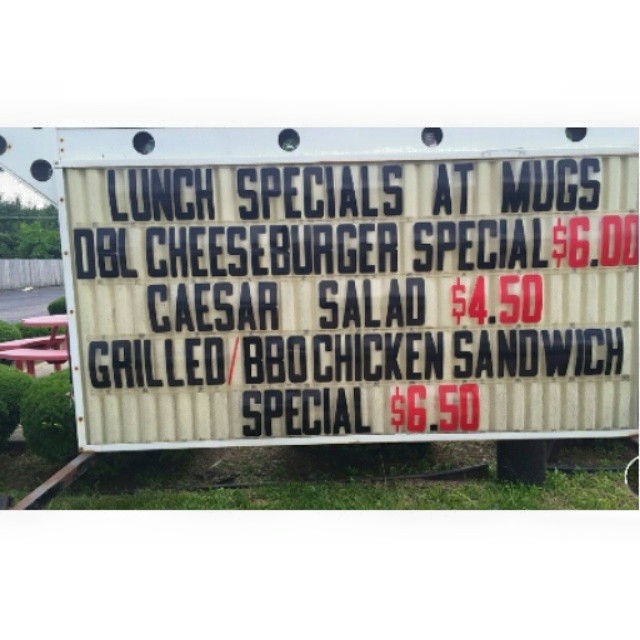 LUNCH SPECIALS AT MUGS
DBL CHEESEBURGER SPECIAL $6.00
CAESAR SALAD $4.50
GRILLED/BBO CHICKEN SANDWICH
SPECIAL $6.50